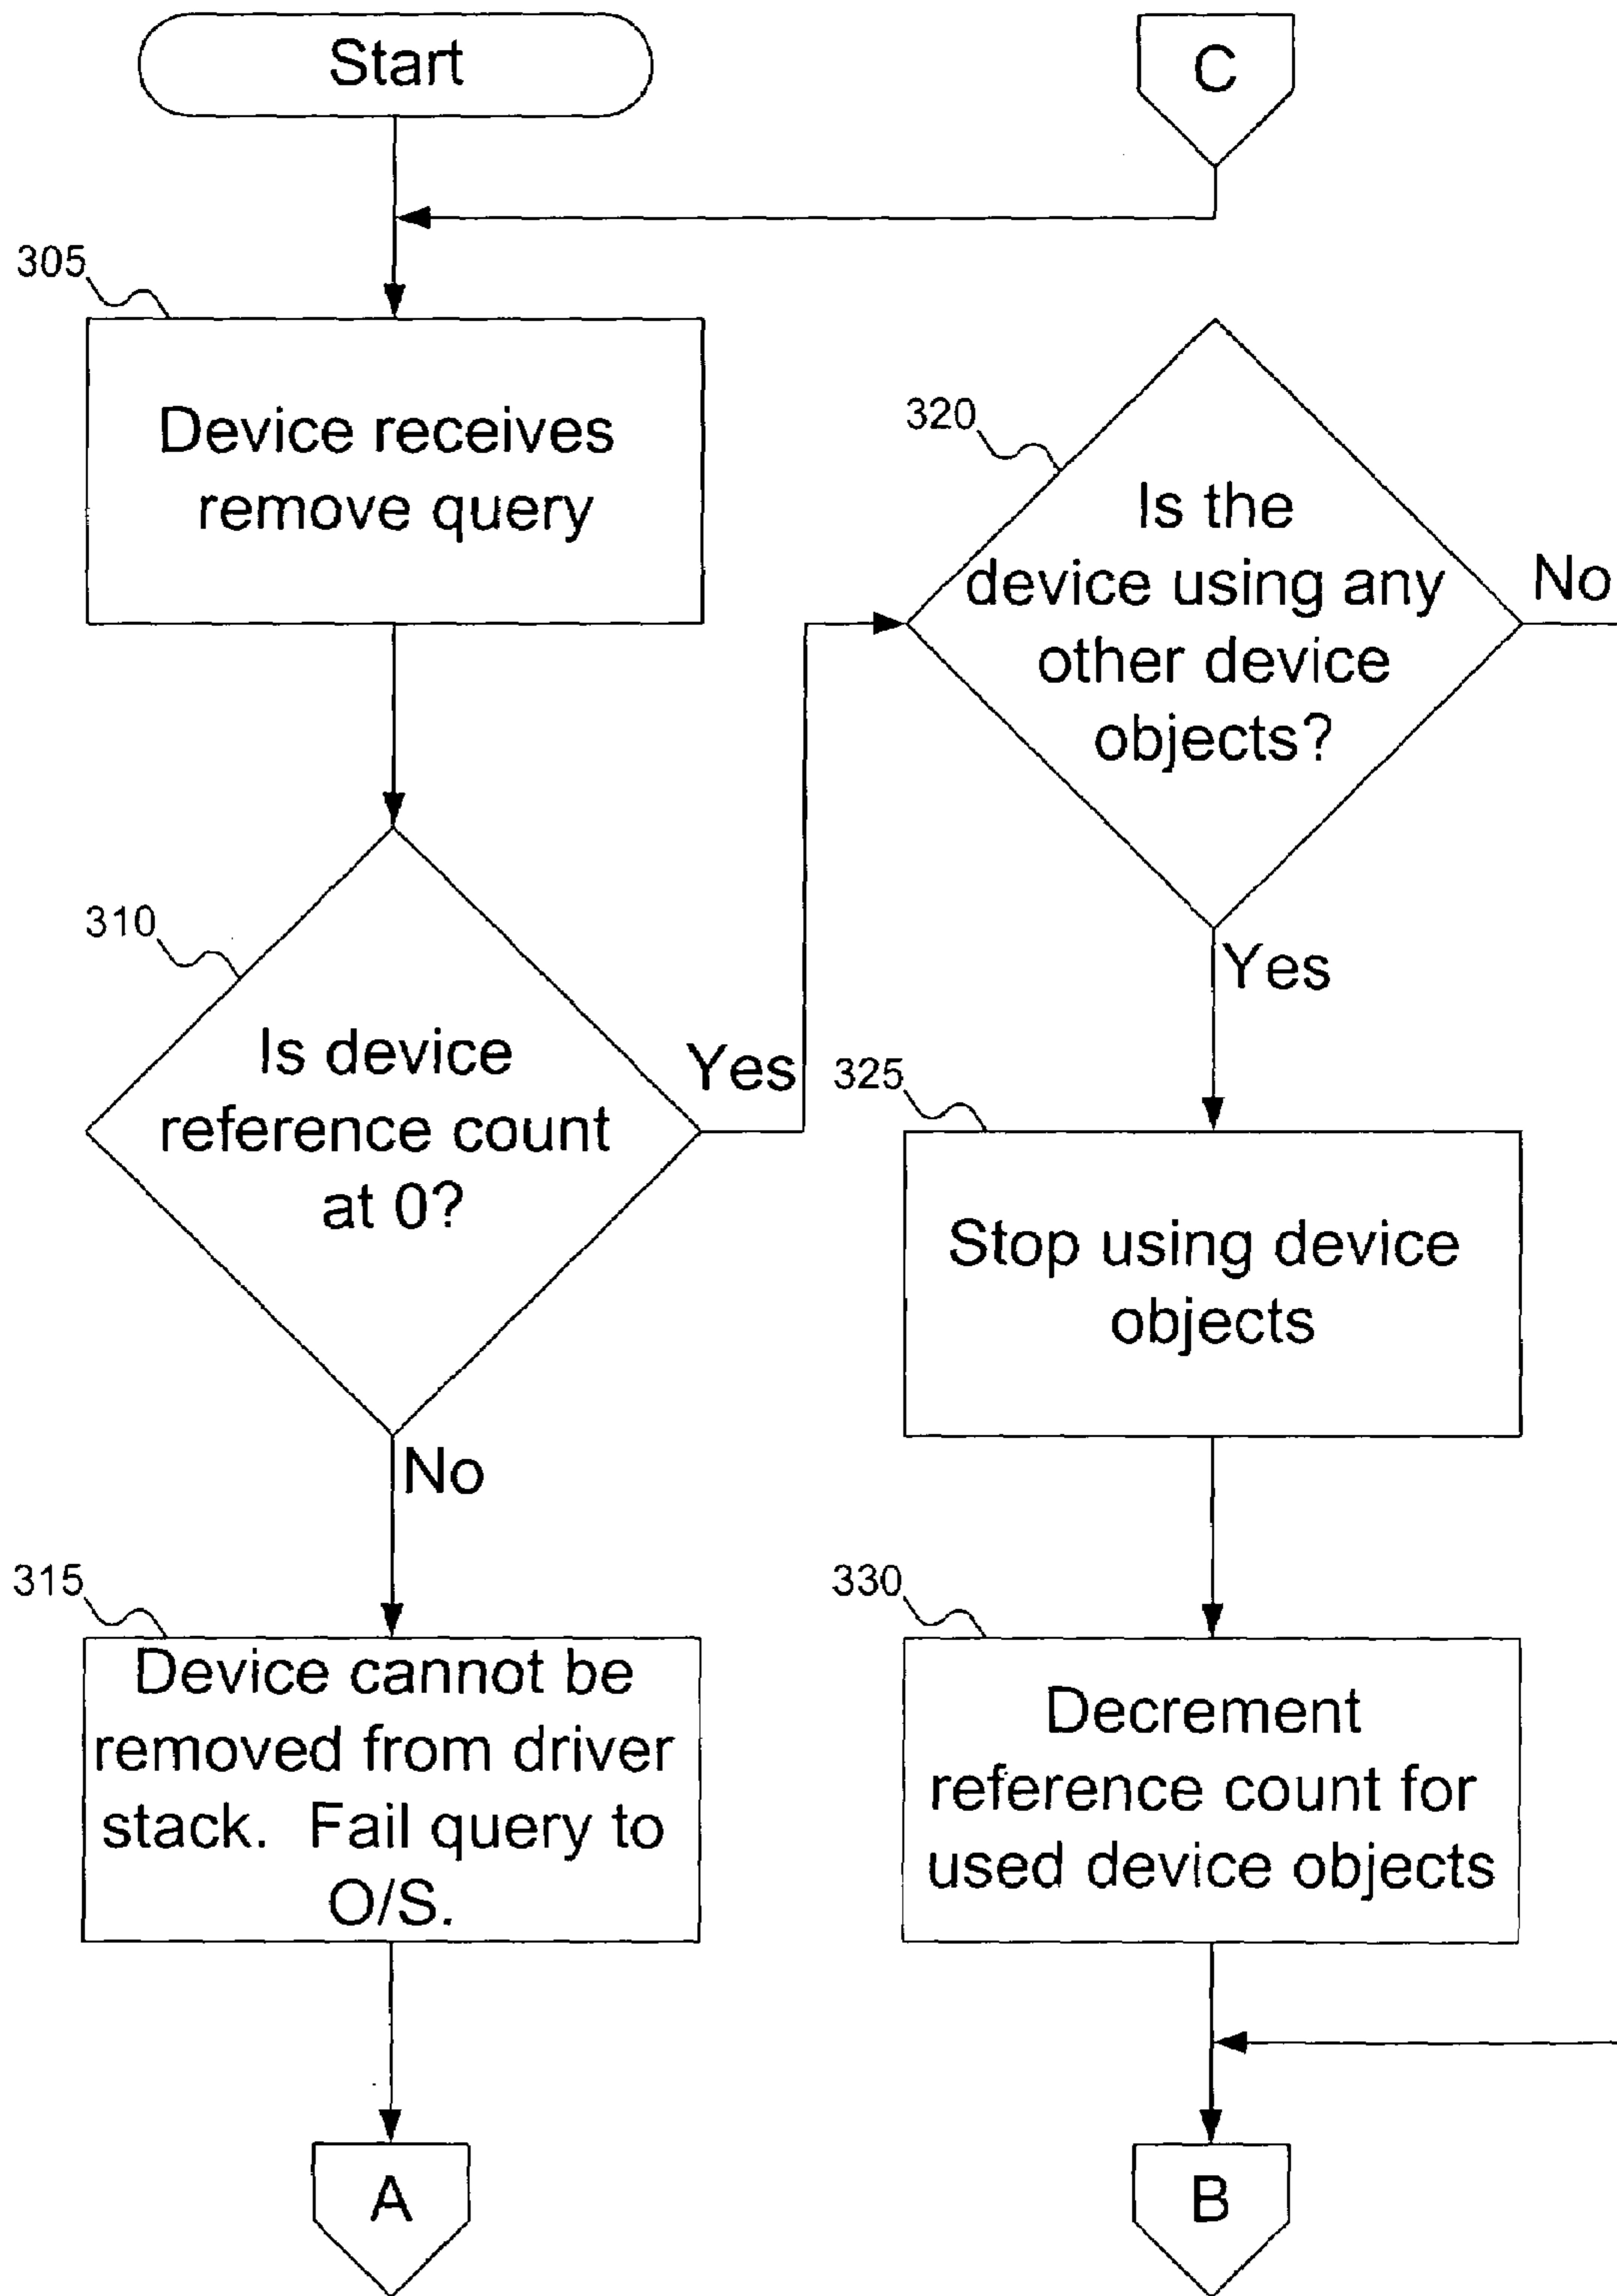 Start
C
305
Device receives
remove query
310
Is device
reference count
at 0?
Yes
No
315
Device cannot be
removed from driver
stack. Fail query to
O/S.
A
320
Is the
device using any
other device
objects?
No
Yes
325
Stop using device
objects
330
Decrement
reference count for
used device objects
B